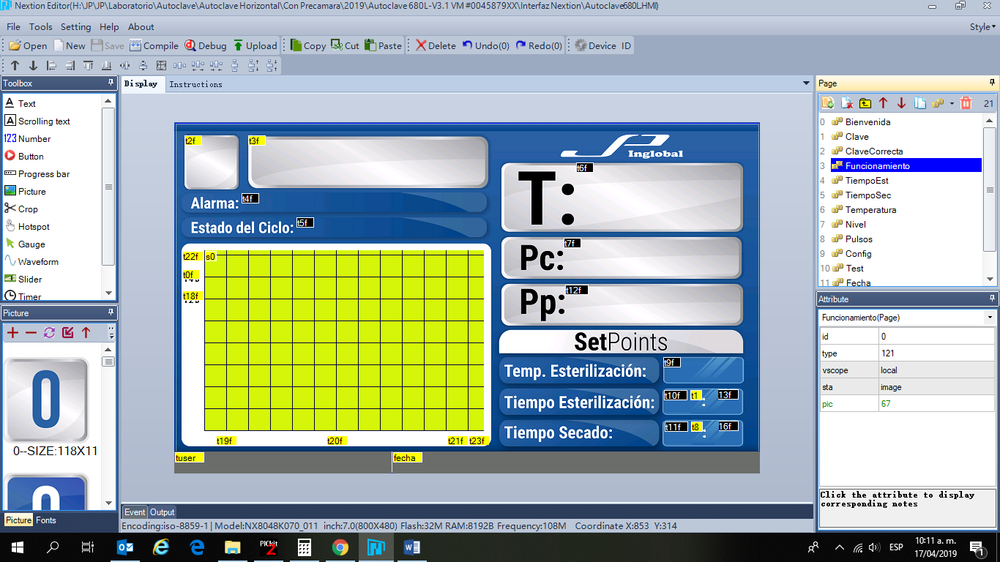 Nextion Editor(H:\JP\JP\Laboratorio\Autoclave\Autoclave Horizontal\Con Precamara\2019\Autoclave 680L-V3.1 VM #0045879XX\Interfaz Nextion\Autoclave680L.HMI)
File Tools Setting Help About Style
Open New Save Compile Debug Upload Copy Cut Paste Delete Undo(0) Redo(0) Device ID
Toolbox
Text
Scrolling text
123 Number
Button
Progress bar
Picture
Crop
Hotspot
Gauge
Waveform
Slider
Timer
Picture
0
0--SIZE:118X11
0
Picture Fonts
Display Instructions
t2f t3f
Inglobal
Alarma: t4f
Estado del Ciclo: t5f
t22f s0
t0f
t18f
t19f t20f t21f t23f
T: t6f
Pc: t7f
Pp: t12f
SetPoints
Temp. Esterilización: t9f
Tiempo Esterilización: t10f t1 : 13f
Tiempo Secado: t11f t8 : 16f
tuser fecha
Event Output
Encoding:iso-8859-1 Model:NX8048K070_011 inch:7.0(800X480) Flash:32M RAM:8192B Frequency:108M Coordinate X:853 Y:314
Page
21
0 Bienvenida
1 Clave
2 ClaveCorrecta
3 Funcionamiento
4 TiempoEst
5 TiempoSec
6 Temperatura
7 Nivel
8 Pulsos
9 Config
10 Test
11 Fecha
Attribute
Funcionamiento(Page)
id 0
type 121
vscope local
sta image
pic 67
Click the attribute to display
corresponding notes
PICkit
2
ESP
10:11 a. m.
17/04/2019
1